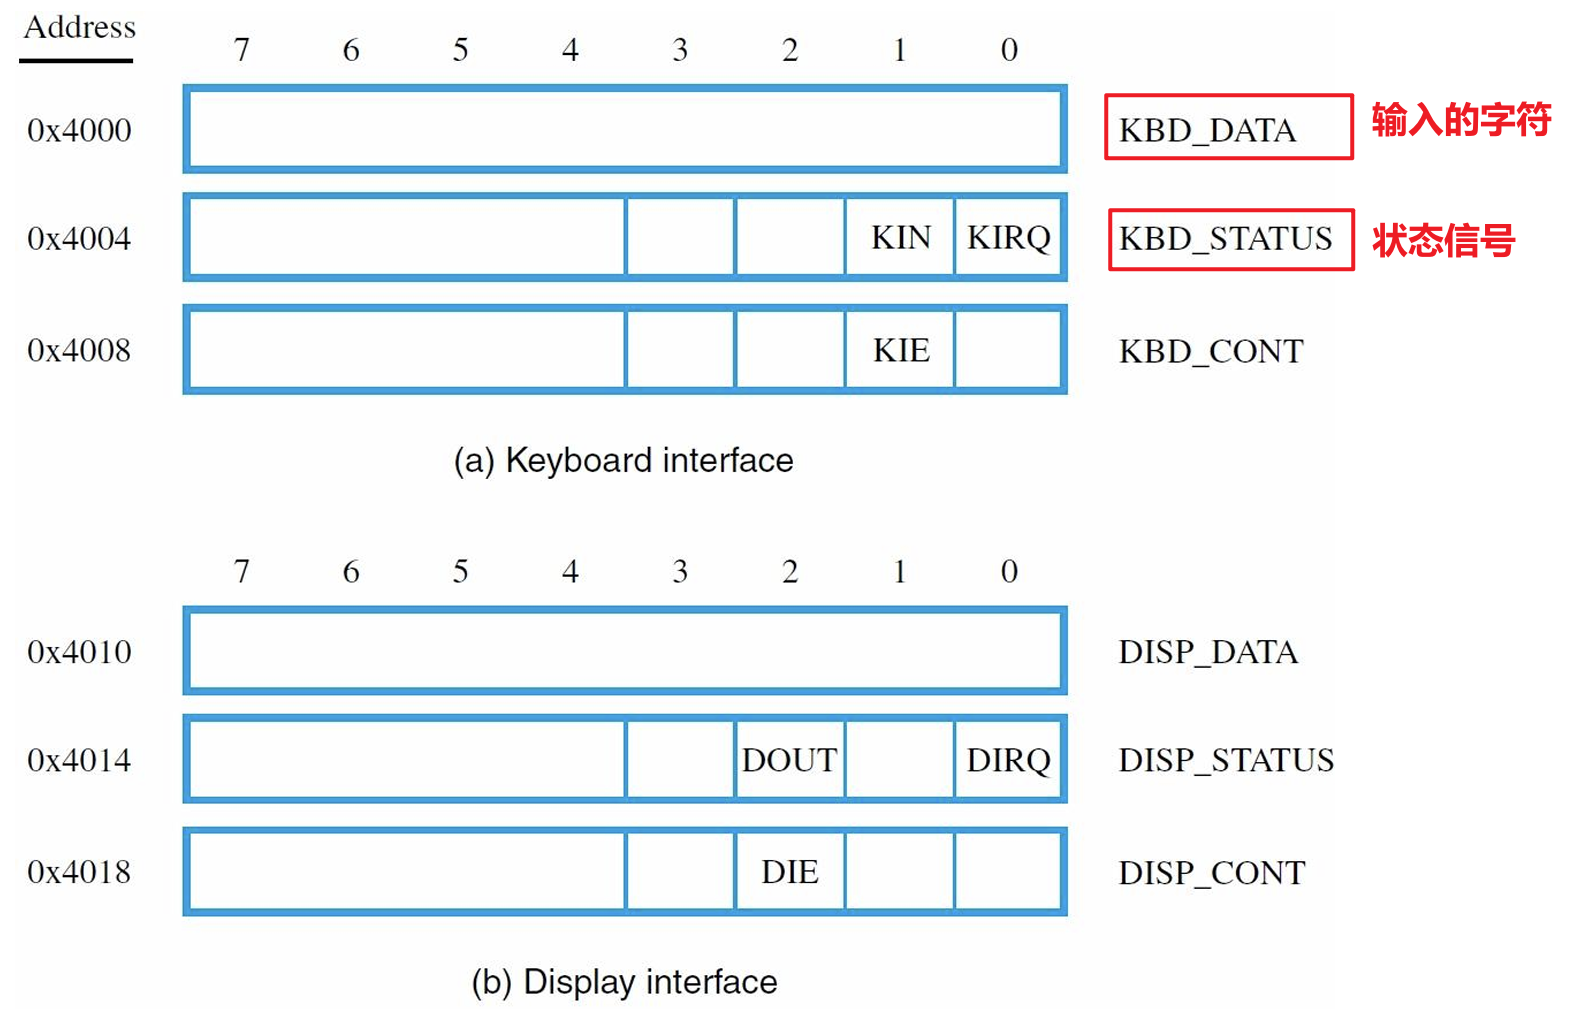 Address
7 6 5 4 3 2 1 0
0x4000 KBD_DATA 输入的字符
0x4004 KIN KIRQ KBD_STATUS 状态信号
0x4008 KIE KBD_CONT
(a) Keyboard interface
7 6 5 4 3 2 1 0
0x4010 DISP_DATA
0x4014 DOUT DIRQ DISP_STATUS
0x4018 DIE DISP_CONT
(b) Display interface